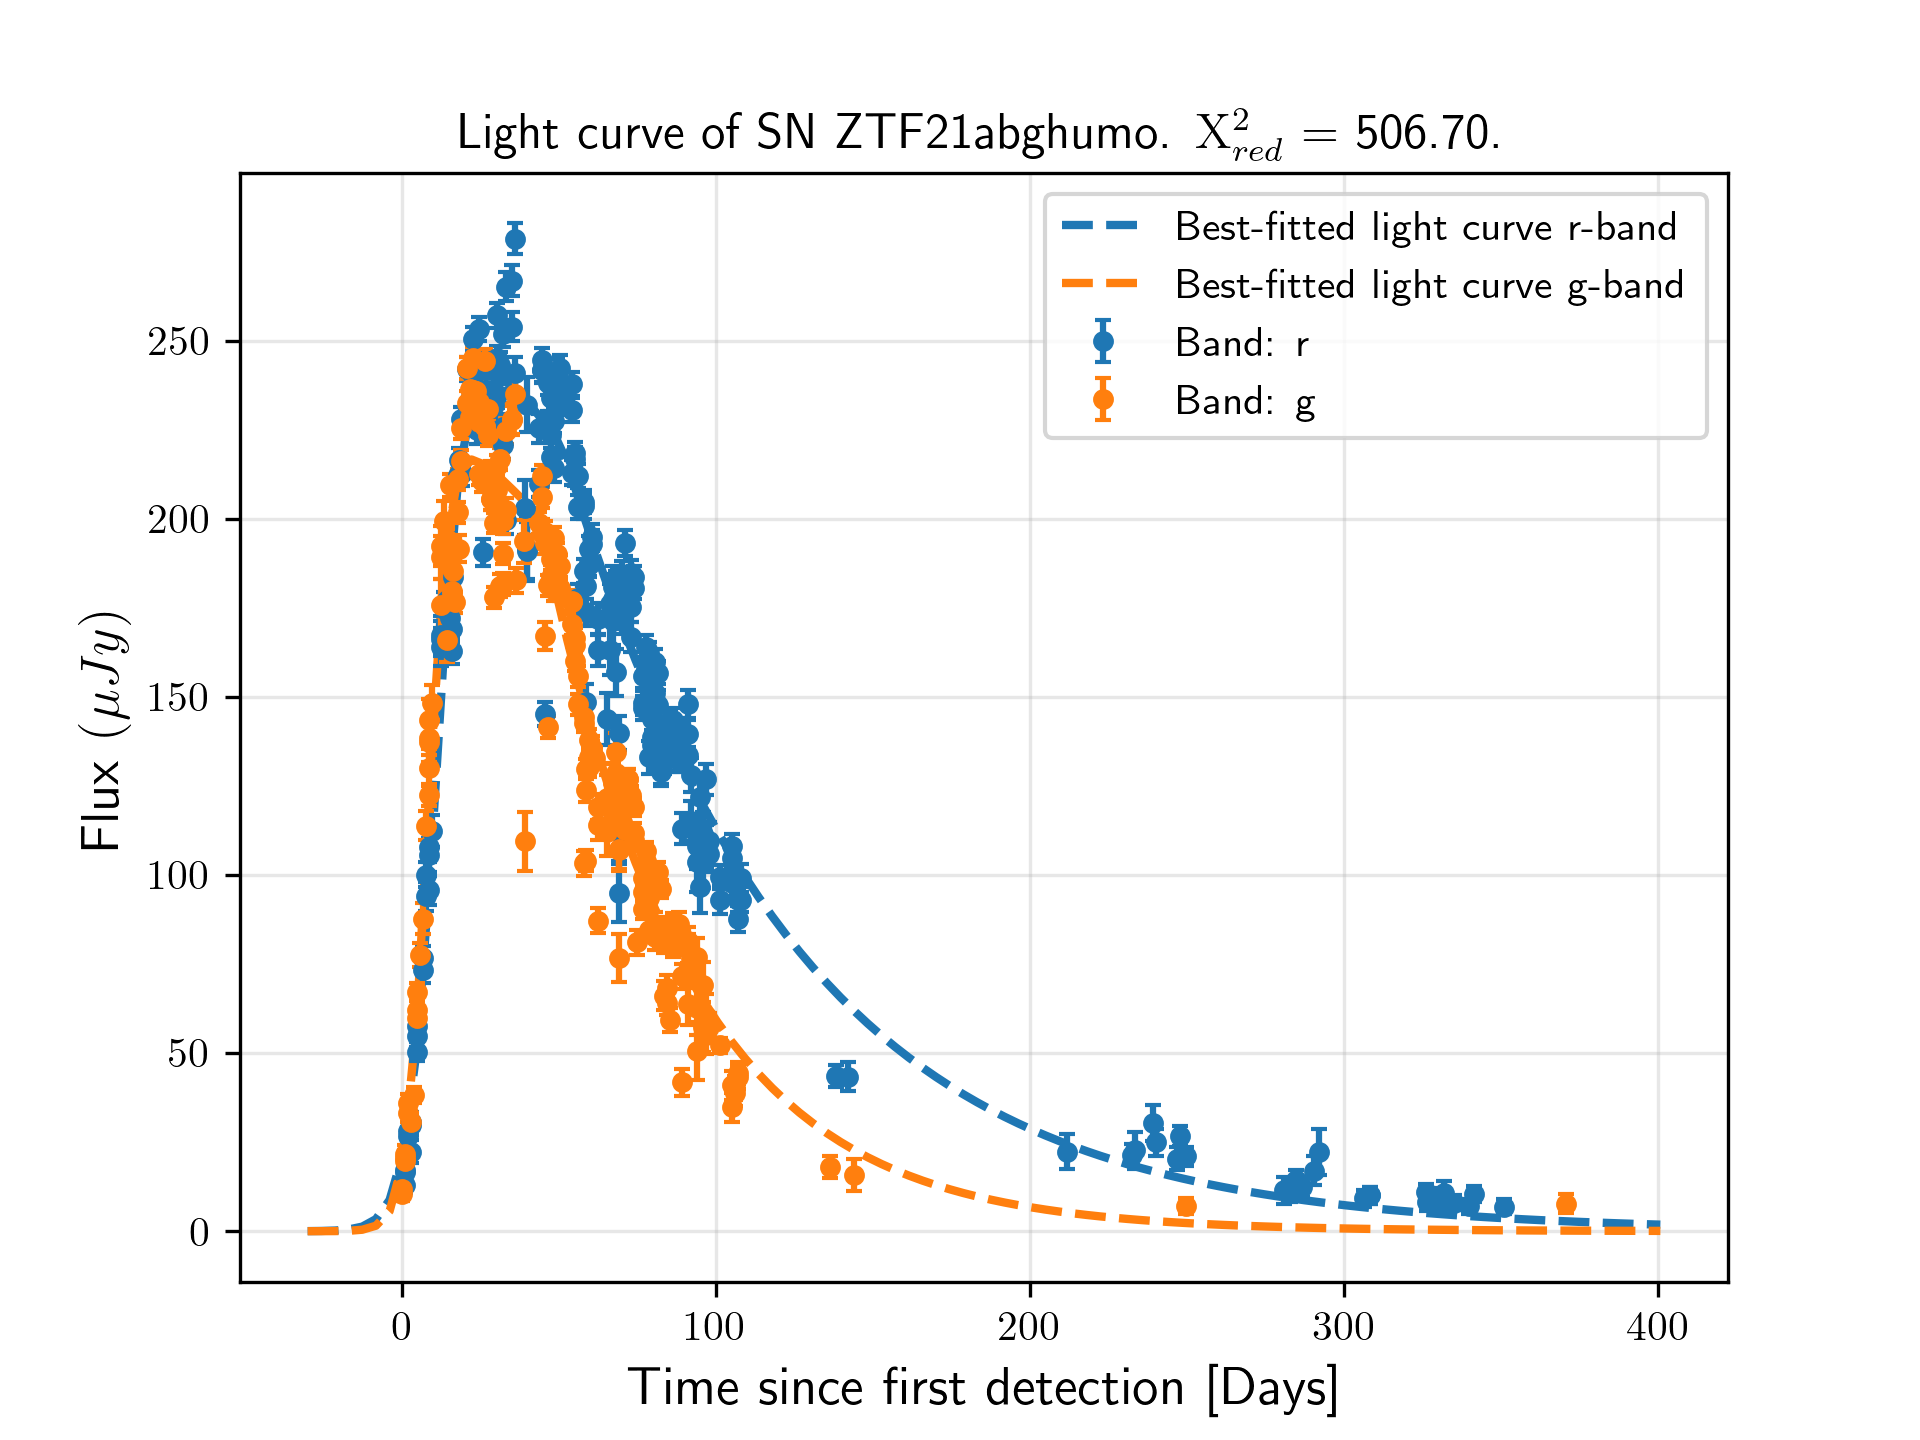 Light curve of SN ZTF21abghumo. X²_red = 506.70.
Best-fitted light curve r-band
Best-fitted light curve g-band
Band: r
Band: g
250
200
150
100
50
0
Flux (μJy)
0 100 200 300 400
Time since first detection [Days]